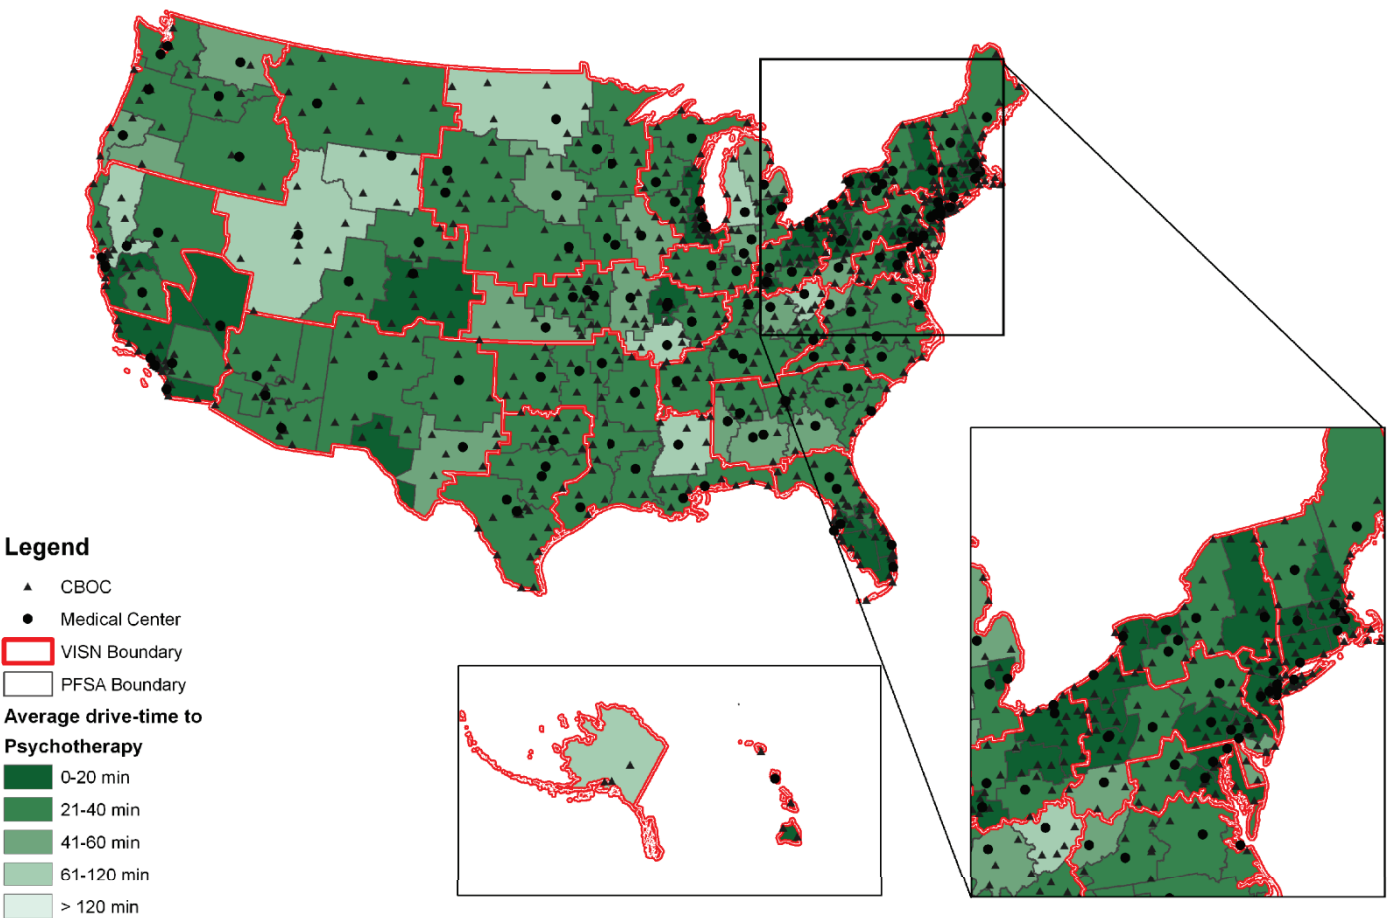 Legend
CBOC
Medical Center
VISN Boundary
PFSA Boundary
Average drive-time to
Psychotherapy
0-20 min
21-40 min
41-60 min
61-120 min
> 120 min